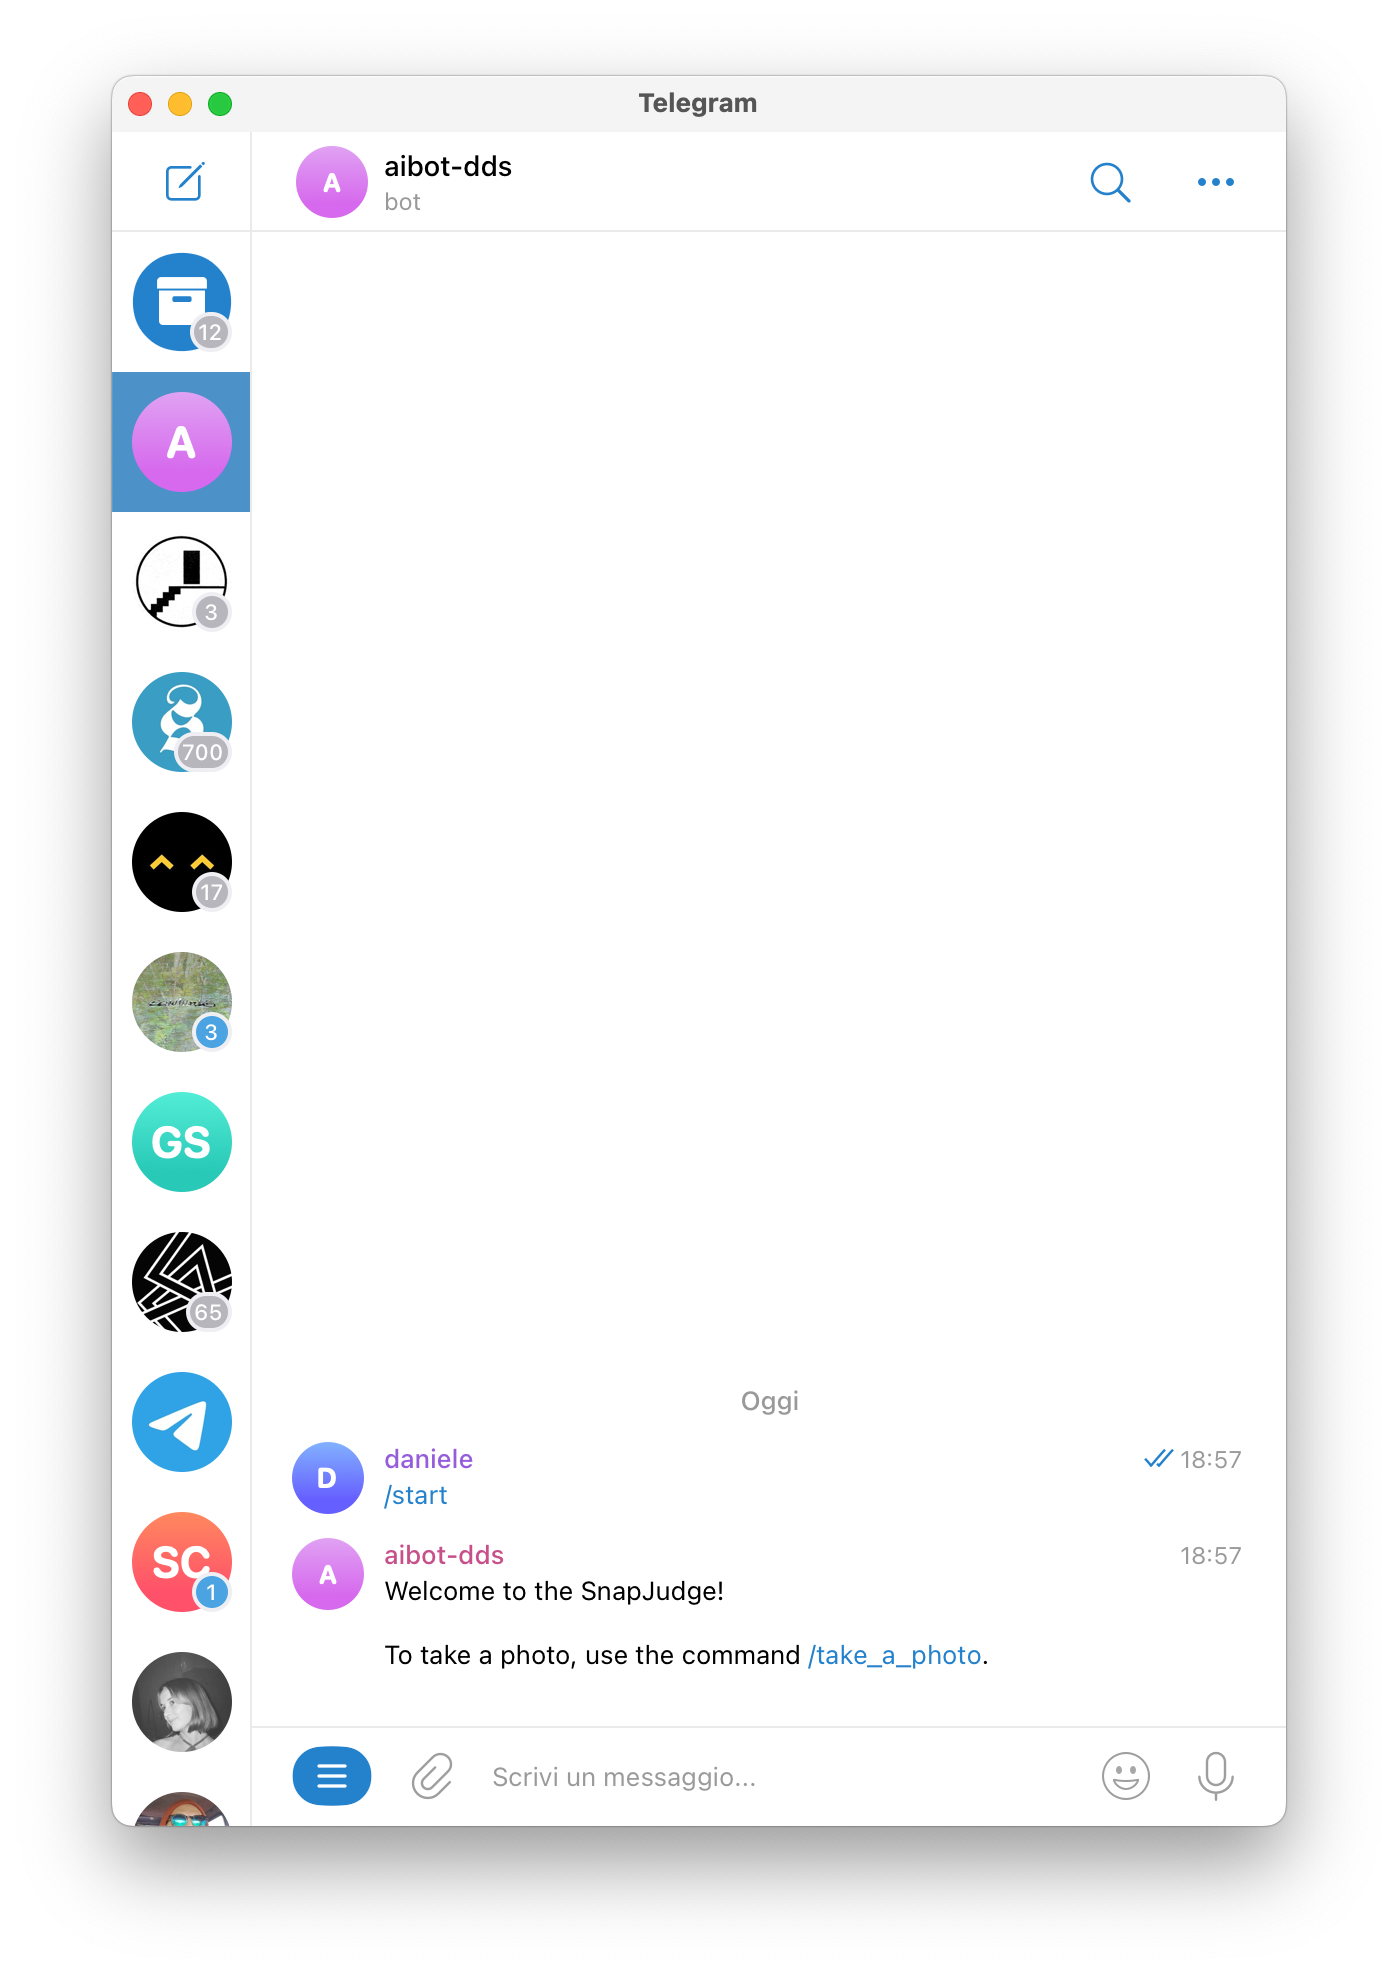 Telegram
A
aibot-dds
bot
12
A
3
700
17
3
GS
65
SC
1
Oggi
D
daniele
18:57
/start
A
aibot-dds
18:57
Welcome to the SnapJudge!
To take a photo, use the command /take_a_photo.
Scrivi un messaggio...